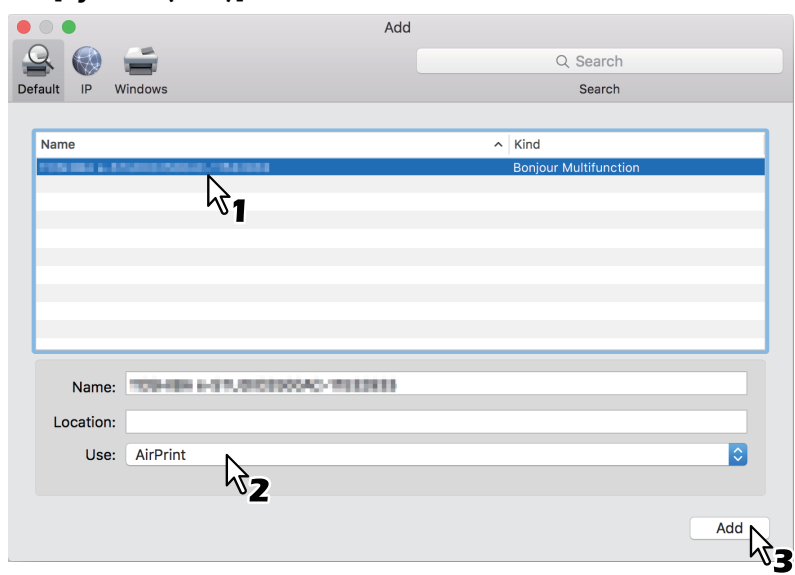 Add
Search
Default IP Windows Search
Name Kind
Bonjour Multifunction
1
Name:
Location:
Use: AirPrint
2
Add
3